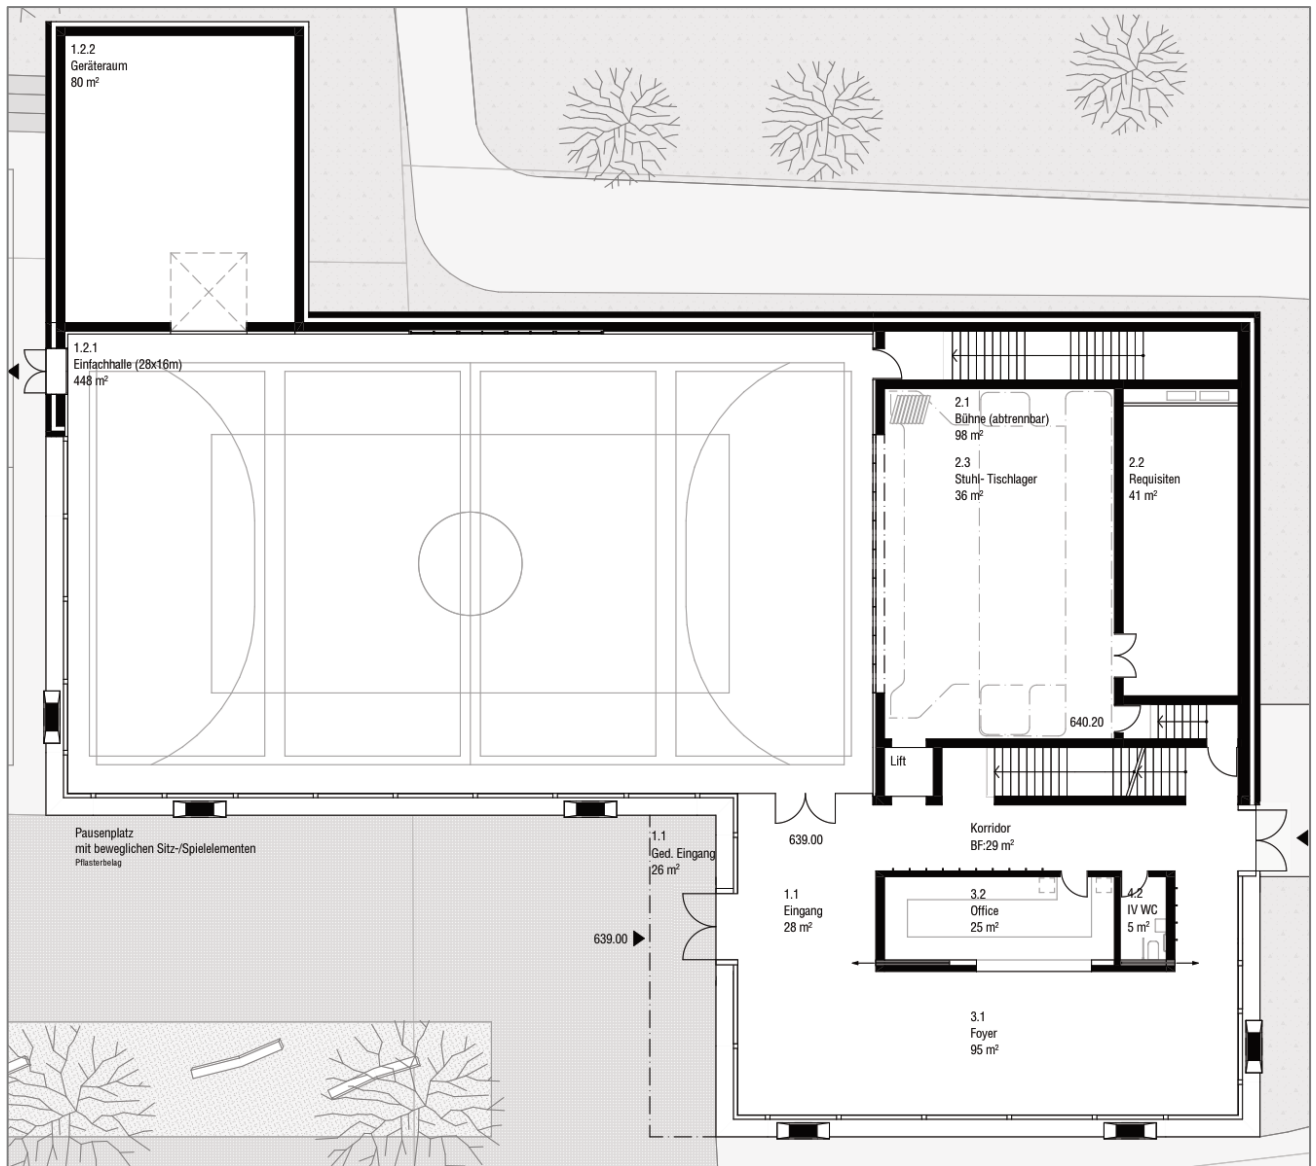 1.2.2
Geräteraum
80 m²
1.2.1
Einfachhalle (28x16m)
448 m²
2.1
Bühne (abtrennbar)
98 m²
2.3
Stuhl- Tischlager
36 m²
2.2
Requisiten
41 m²
640.20
Lift
Pausenplatz
mit beweglichen Sitz-/Spielelementen
Pflasterbelag
1.1
Ged. Eingang
26 m²
639.00
Korridor
BF:29 m²
1.1
Eingang
28 m²
3.2
Office
25 m²
4.2
IV WC
5 m²
639.00
3.1
Foyer
95 m²